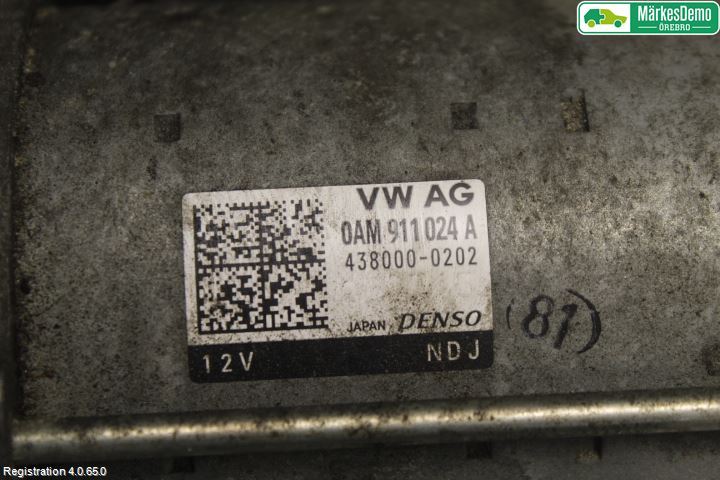 MärkesDemo
ÖREBRO
VW AG
0AM 911 024 A
438000-0202
JAPAN DENSO
12V NDJ
(81)
Registration 4.0.65.0